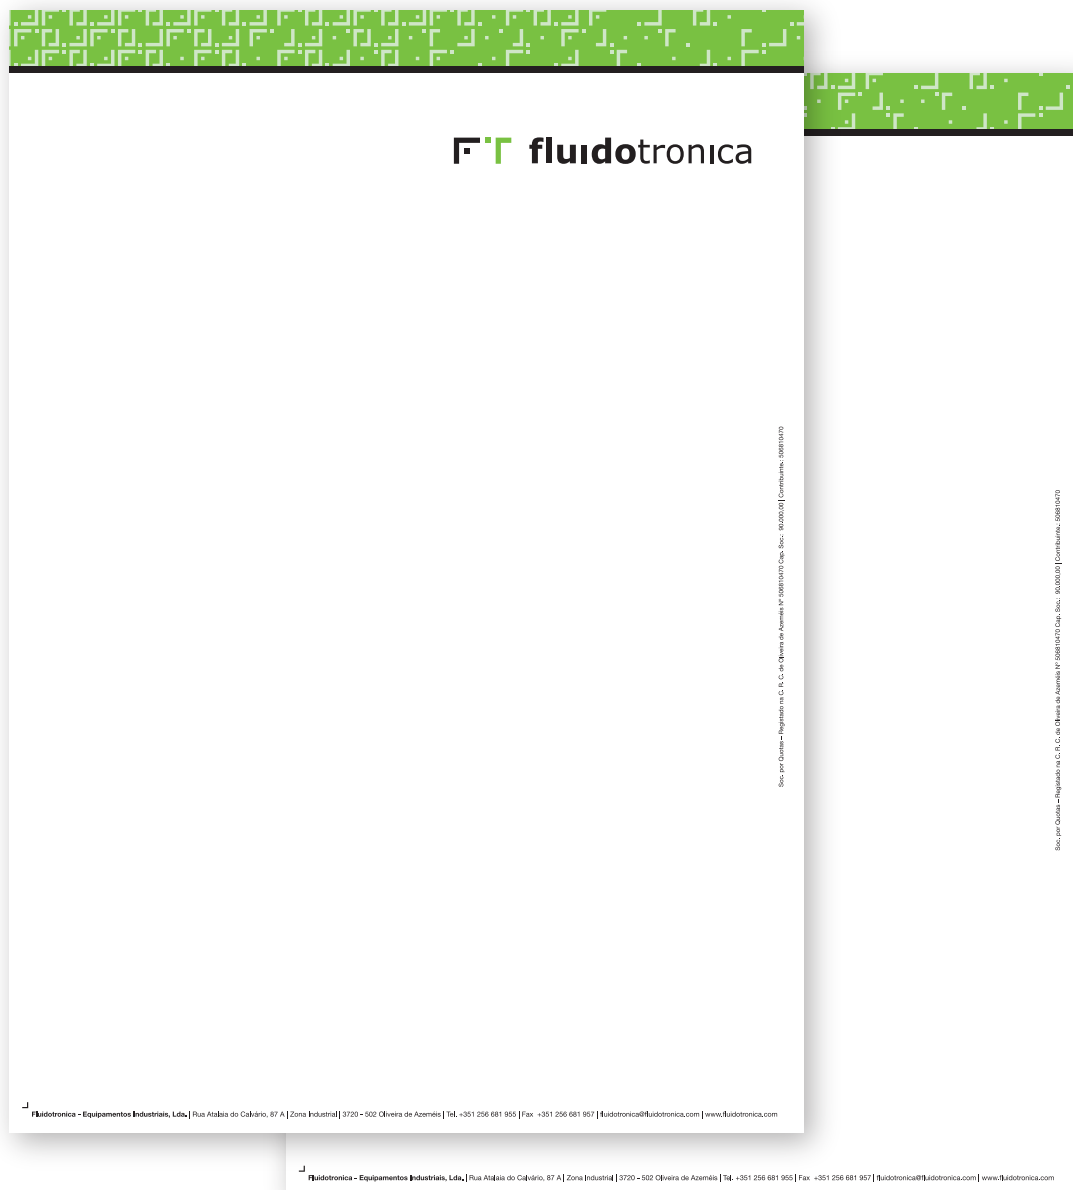 fluıdotronıca
Soc. por Quotas – Registado na C. R. C. de Oliveira de Azeméis Nº 506810470 Cap. Soc.: 90.000,00 | Contribuinte.: 506810470
Fluidotronica - Equipamentos Industriais, Lda. | Rua Atalaia do Calvário, 87 A | Zona Industrial | 3720 - 502 Oliveira de Azeméis | Tel. +351 256 681 955 | Fax +351 256 681 957 | fluidotronica@fluidotronica.com | www.fluidotronica.com
Soc. por Quotas – Registado na C. R. C. de Oliveira de Azeméis Nº 506810470 Cap. Soc.: 90.000,00 | Contribuinte.: 506810470
Fluidotronica - Equipamentos Industriais, Lda. | Rua Atalaia do Calvário, 87 A | Zona Industrial | 3720 - 502 Oliveira de Azeméis | Tel. +351 256 681 955 | Fax +351 256 681 957 | fluidotronica@fluidotronica.com | www.fluidotronica.com